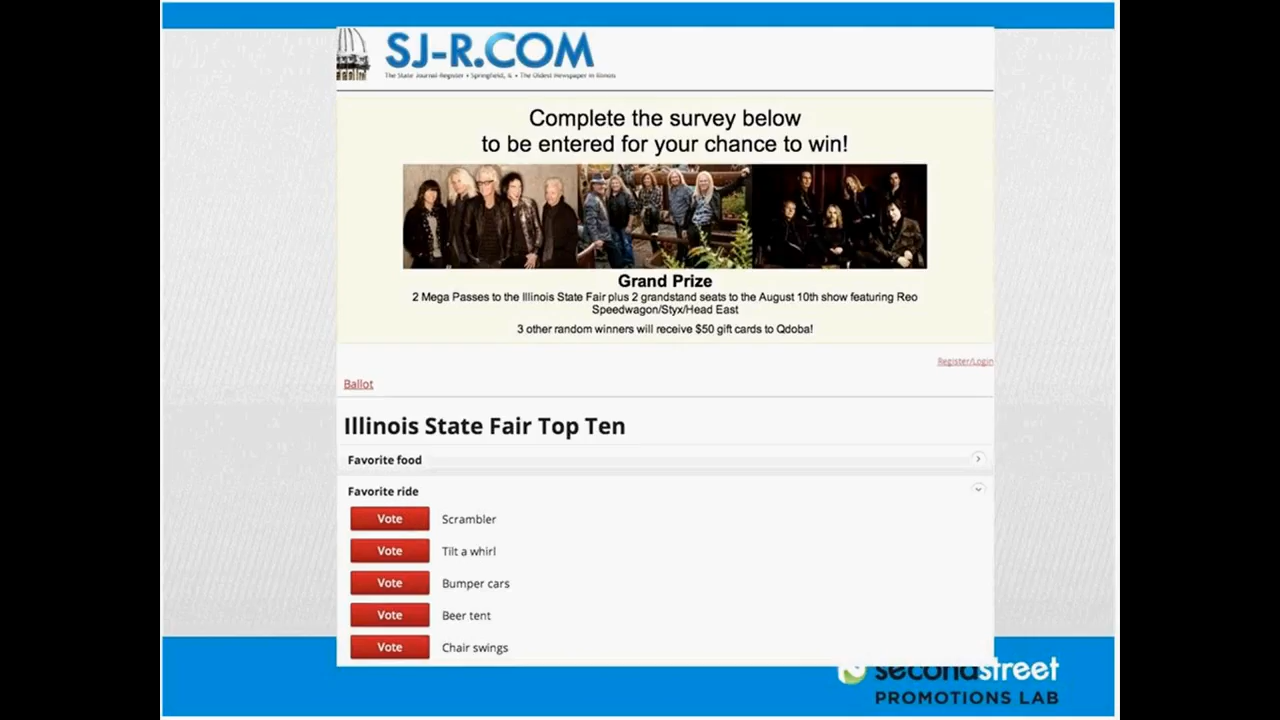 SJ-R.COM
The State Journal-Register • Springfield, IL • The Oldest Newspaper in Illinois
Complete the survey below
to be entered for your chance to win!
Grand Prize
2 Mega Passes to the Illinois State Fair plus 2 grandstand seats to the August 10th show featuring Reo
Speedwagon/Styx/Head East
3 other random winners will receive $50 gift cards to Qdoba!
Register/Login
Ballot
Illinois State Fair Top Ten
Favorite food
Favorite ride
Vote Scrambler
Vote Tilt a whirl
Vote Bumper cars
Vote Beer tent
Vote Chair swings
secondstreet
PROMOTIONS LAB